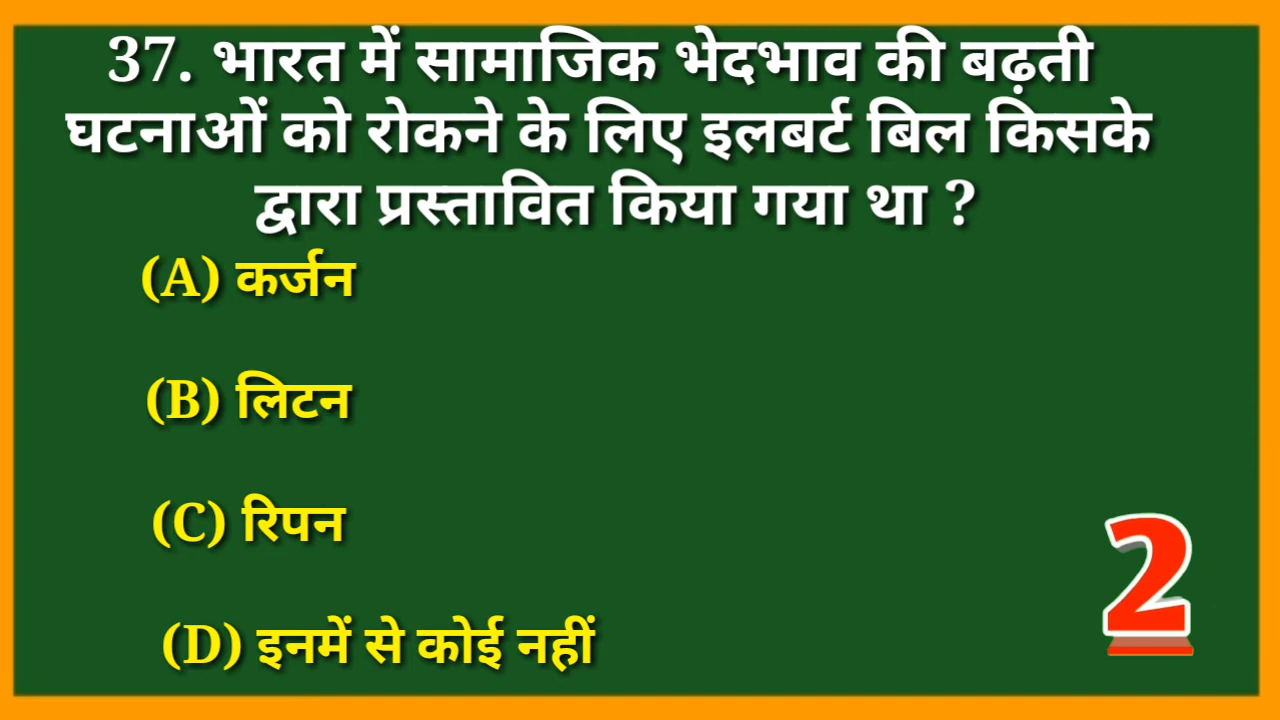 37. भारत में सामाजिक भेदभाव की बढ़ती
घटनाओं को रोकने के लिए इलबर्ट बिल किसके
द्वारा प्रस्तावित किया गया था ?
(A) कर्जन
(B) लिटन
(C) रिपन
(D) इनमें से कोई नहीं
2